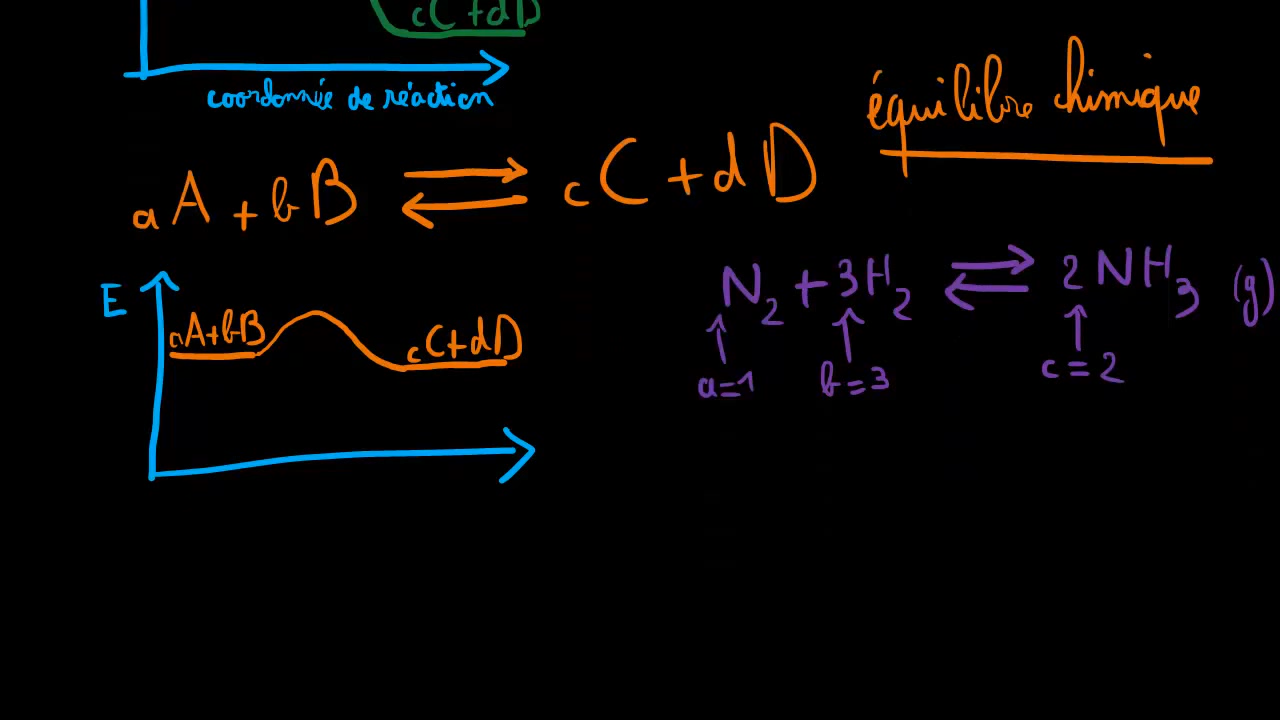 cC+dD
coordonnée de réaction
équilibre chimique
aA+bB ⇌ cC+dD
N₂+3H₂ ⇌ 2NH₃ (g)
a=1 b=3 c=2
E
aA+bB
cC+dD